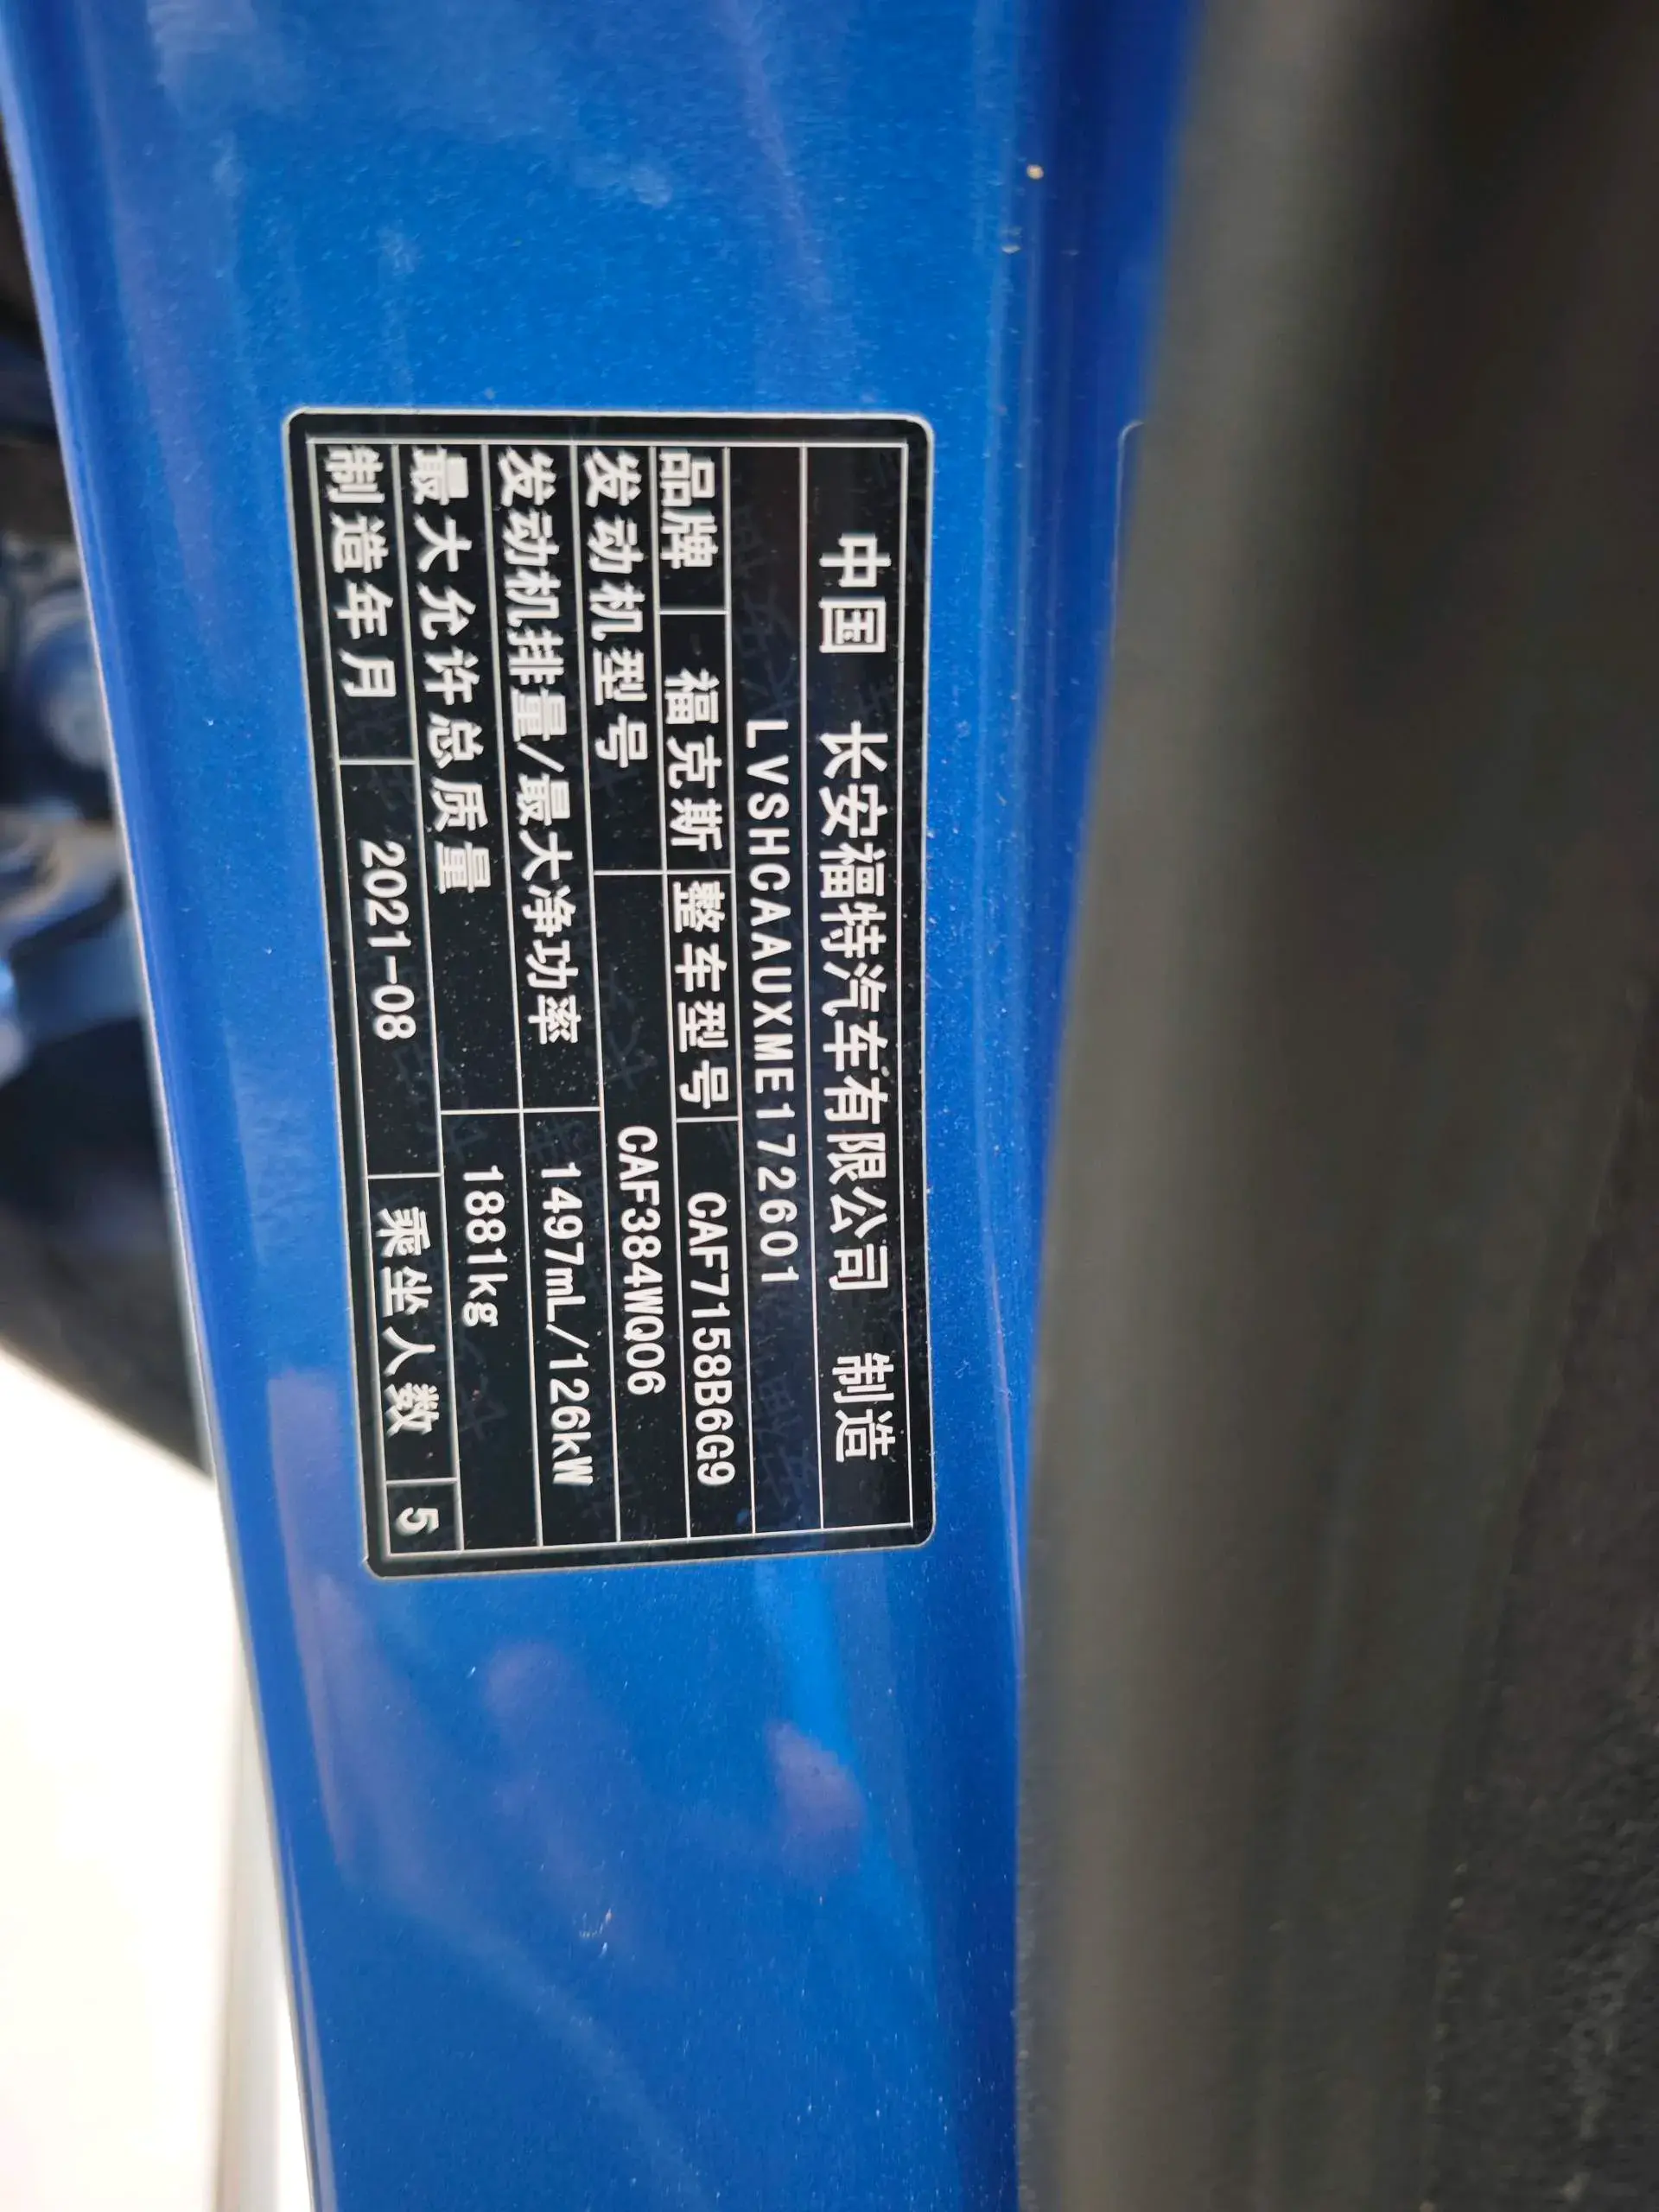 中国 长安福特汽车有限公司 制造
LVSHCAAUXME172601
品牌 福克斯 整车型号 CAF7158B6G9
发动机型号 CAF384WQ06
发动机排量/最大净功率 1497mL/126kW
最大允许总质量 1881kg
制造年月 2021-08 乘坐人数 5